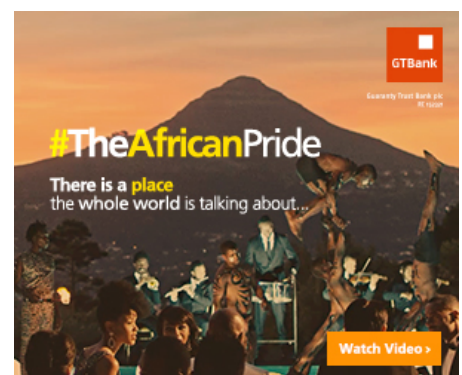 GTBank
Guaranty Trust Bank plc
#TheAfricanPride
There is a place
the whole world is talking about...
Watch Video ›